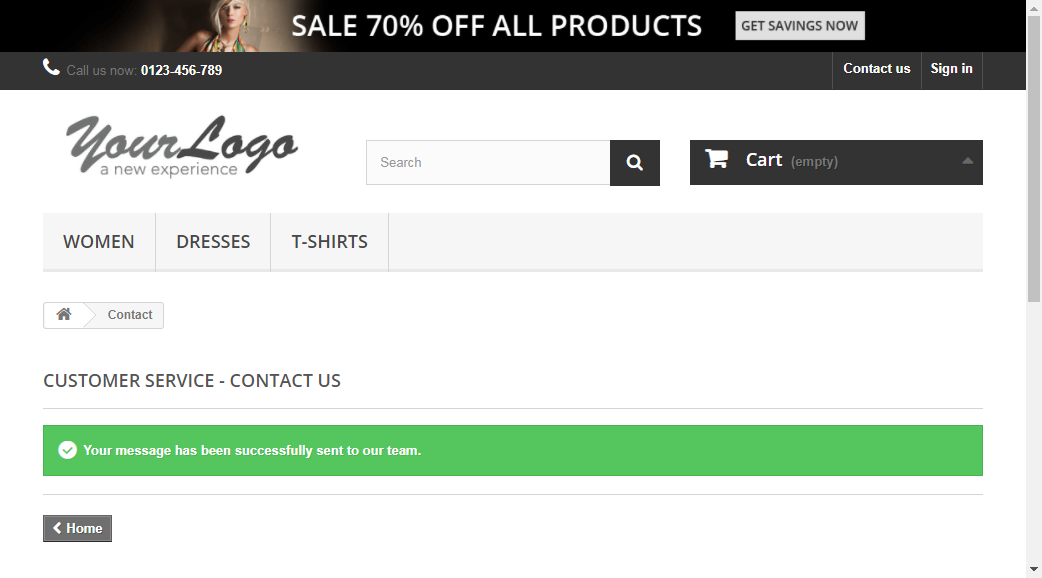 SALE 70% OFF ALL PRODUCTS
GET SAVINGS NOW
Call us now: 0123-456-789
Contact us
Sign in
YourLogo
a new experience
Search
Cart (empty)
WOMEN
DRESSES
T-SHIRTS
Contact
CUSTOMER SERVICE - CONTACT US
Your message has been successfully sent to our team.
Home